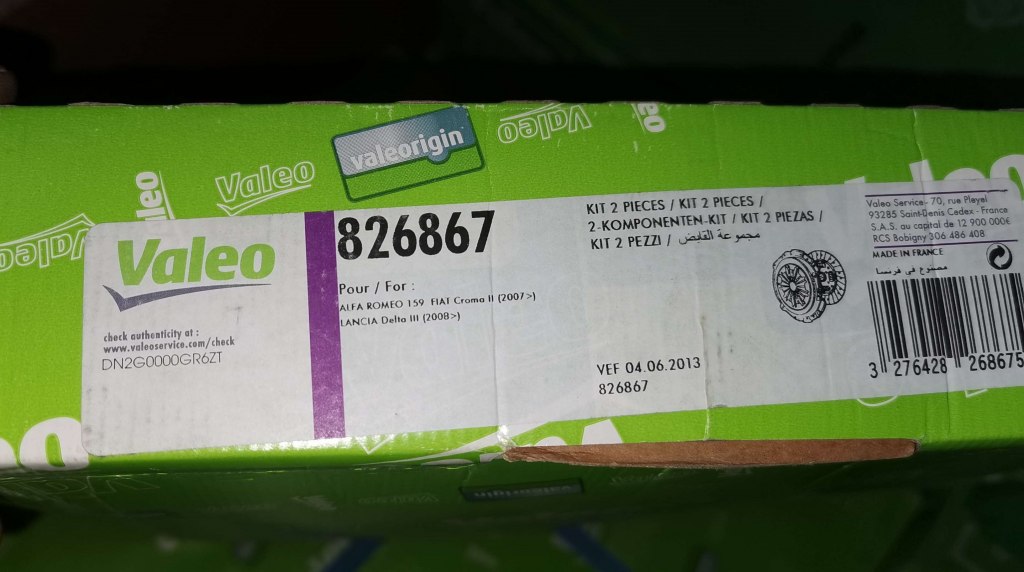 valeorigin
Valeo
Valeo
Valeo
Valeo
826867
Pour / For :
ALFA ROMEO 159 FIAT Croma II (2007>)
LANCIA Delta III (2008>)
check authenticity at :
www.valeoservice.com/check
DN2G0000GR6ZT
KIT 2 PIECES / KIT 2 PIECES /
2-KOMPONENTEN-KIT / KIT 2 PIEZAS /
KIT 2 PEZZI / مجموعة القابض
VEF 04.06.2013
826867
Valeo Service - 70, rue Pleyel
93285 Saint-Denis Cedex - France
S.A.S. au capital de 12 900 000€
RCS Bobigny 306 486 408
MADE IN FRANCE
مصنوع في فرنسا
3 276428 268675